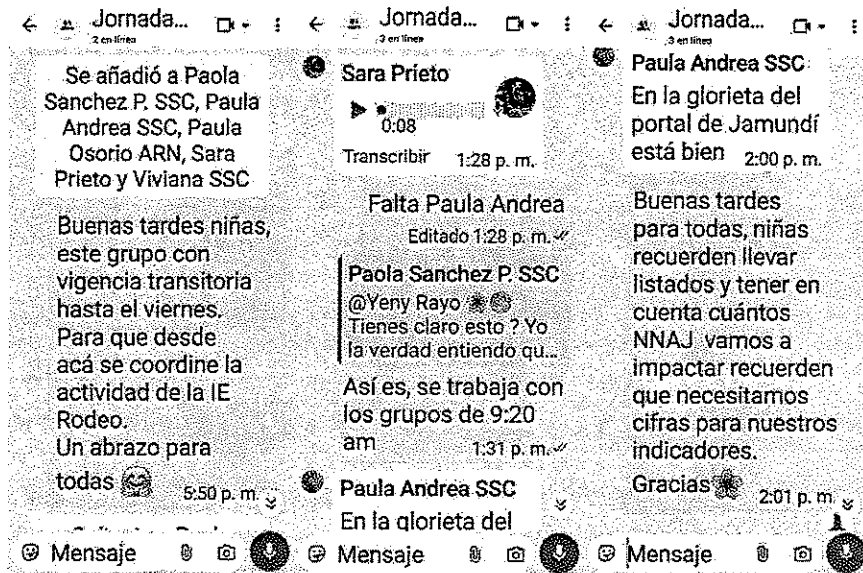 Jornada...
2 en línea
Se añadió a Paola
Sanchez P. SSC, Paula
Andrea SSC, Paula
Osorio ARN, Sara
Prieto y Viviana SSC
Buenas tardes niñas,
este grupo con
vigencia transitoria
hasta el viernes.
Para que desde
acá se coordine la
actividad de la IE
Rodeo.
Un abrazo para
todas 🤗
5:50 p. m.
Mensaje
Jornada...
3 en línea
Sara Prieto
0:08
Transcribir 1:28 p. m.
Falta Paula Andrea
Editado 1:28 p. m.
Paola Sanchez P. SSC
@Yeny Rayo
Tienes claro esto ? Yo
la verdad entiendo qu...
Así es, se trabaja con
los grupos de 9:20
am
1:31 p. m.
Paula Andrea SSC
En la glorieta del
Mensaje
Jornada...
3 en línea
Paula Andrea SSC
En la glorieta del
portal de Jamundí
está bien 2:00 p. m.
Buenas tardes
para todas, niñas
recuerden llevar
listados y tener en
cuenta cuántos
NNAJ vamos a
impactar recuerden
que necesitamos
cifras para nuestros
indicadores.
Gracias
2:01 p. m.
Mensaje